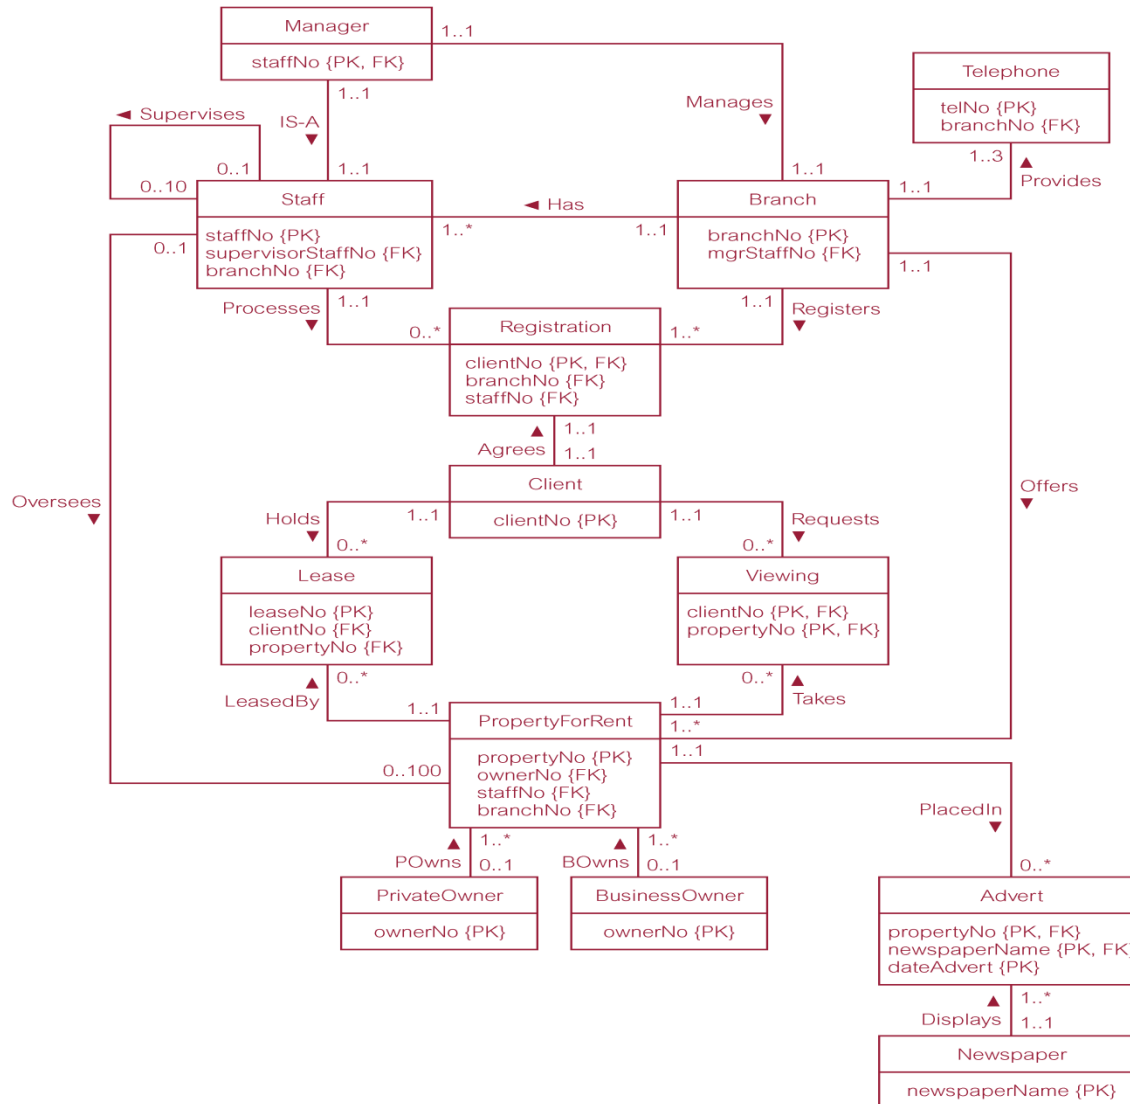 Manager
staffNo {PK, FK}
1..1
Telephone
telNo {PK}
branchNo {FK}
◄ Supervises
1..1
IS-A
▼
Manages
▼
1..3
▲
Provides
0..1
0..10
1..1
1..1
1..1
Staff
staffNo {PK}
supervisorStaffNo {FK}
branchNo {FK}
◄ Has
1..*
1..1
Branch
branchNo {PK}
mgrStaffNo {FK}
0..1
1..1
Processes
▼
1..1
0..*
1..1
Registers
▼
1..*
Registration
clientNo {PK, FK}
branchNo {FK}
staffNo {FK}
▲
Agrees
1..1
1..1
Oversees
▼
Offers
▼
Client
clientNo {PK}
Holds
▼
1..1
0..*
1..1
Requests
▼
0..*
Lease
leaseNo {PK}
clientNo {FK}
propertyNo {FK}
Viewing
clientNo {PK, FK}
propertyNo {PK, FK}
▲
LeasedBy
0..*
1..1
0..*
▲
Takes
1..1
1..*
1..1
PropertyForRent
propertyNo {PK}
ownerNo {FK}
staffNo {FK}
branchNo {FK}
0..100
PlacedIn
▼
0..*
▲
POwns
1..*
0..1
▲
BOwns
1..*
0..1
PrivateOwner
ownerNo {PK}
BusinessOwner
ownerNo {PK}
Advert
propertyNo {PK, FK}
newspaperName {PK, FK}
dateAdvert {PK}
▲
Displays
1..*
1..1
Newspaper
newspaperName {PK}